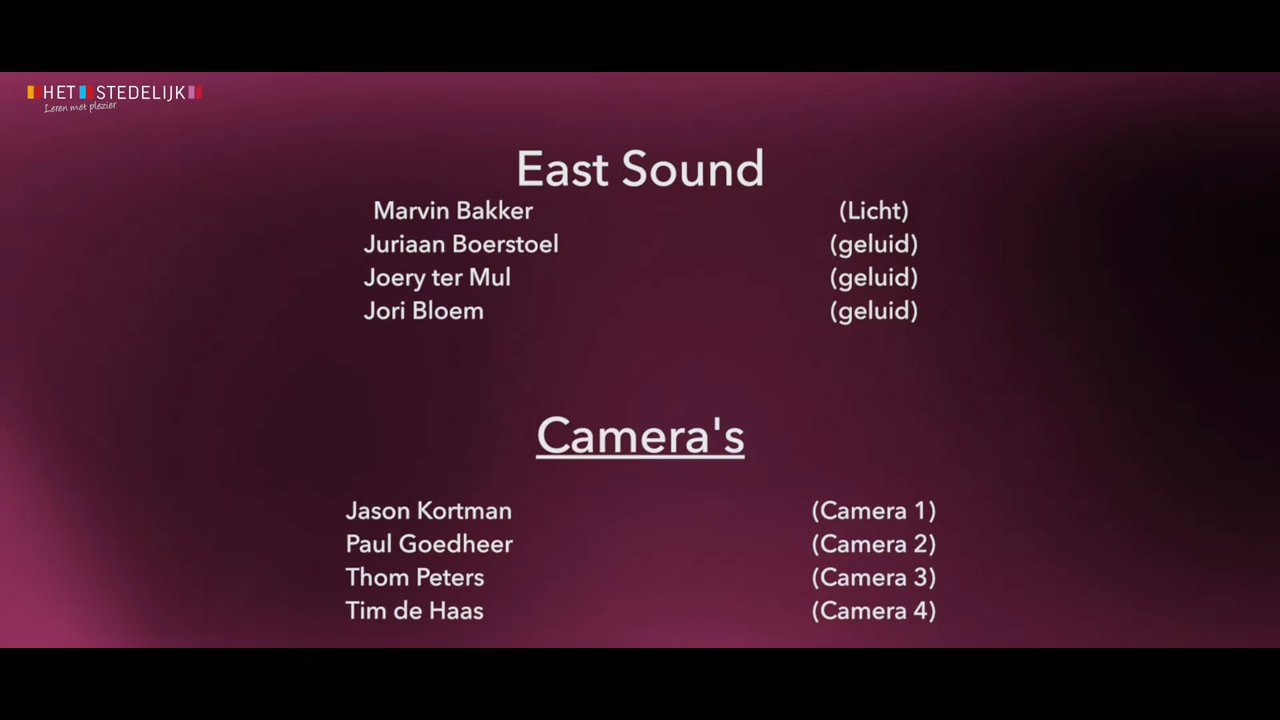 HET STEDELIJK
Leren met plezier
East Sound
Marvin Bakker (Licht)
Juriaan Boerstoel (geluid)
Joery ter Mul (geluid)
Jori Bloem (geluid)
Camera's
Jason Kortman (Camera 1)
Paul Goedheer (Camera 2)
Thom Peters (Camera 3)
Tim de Haas (Camera 4)